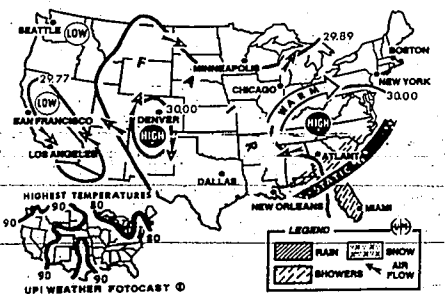 SEATTLE
LOW
29.77
LOW
SAN FRANCISCO
LOS ANGELES
F
30.00
DENVER
HIGH
MINNEAPOLIS
29.89
CHICAGO
WARM
BOSTON
NEW YORK
30.00
HIGH
70
DALLAS
ATLANTA
STATIC
NEW ORLEANS
MIAMI
HIGHEST TEMPERATURES
90
90
80
80
90
90
UPI WEATHER FOTOCAST ©
LEGEND
RAIN
SNOW
SHOWERS
AIR FLOW